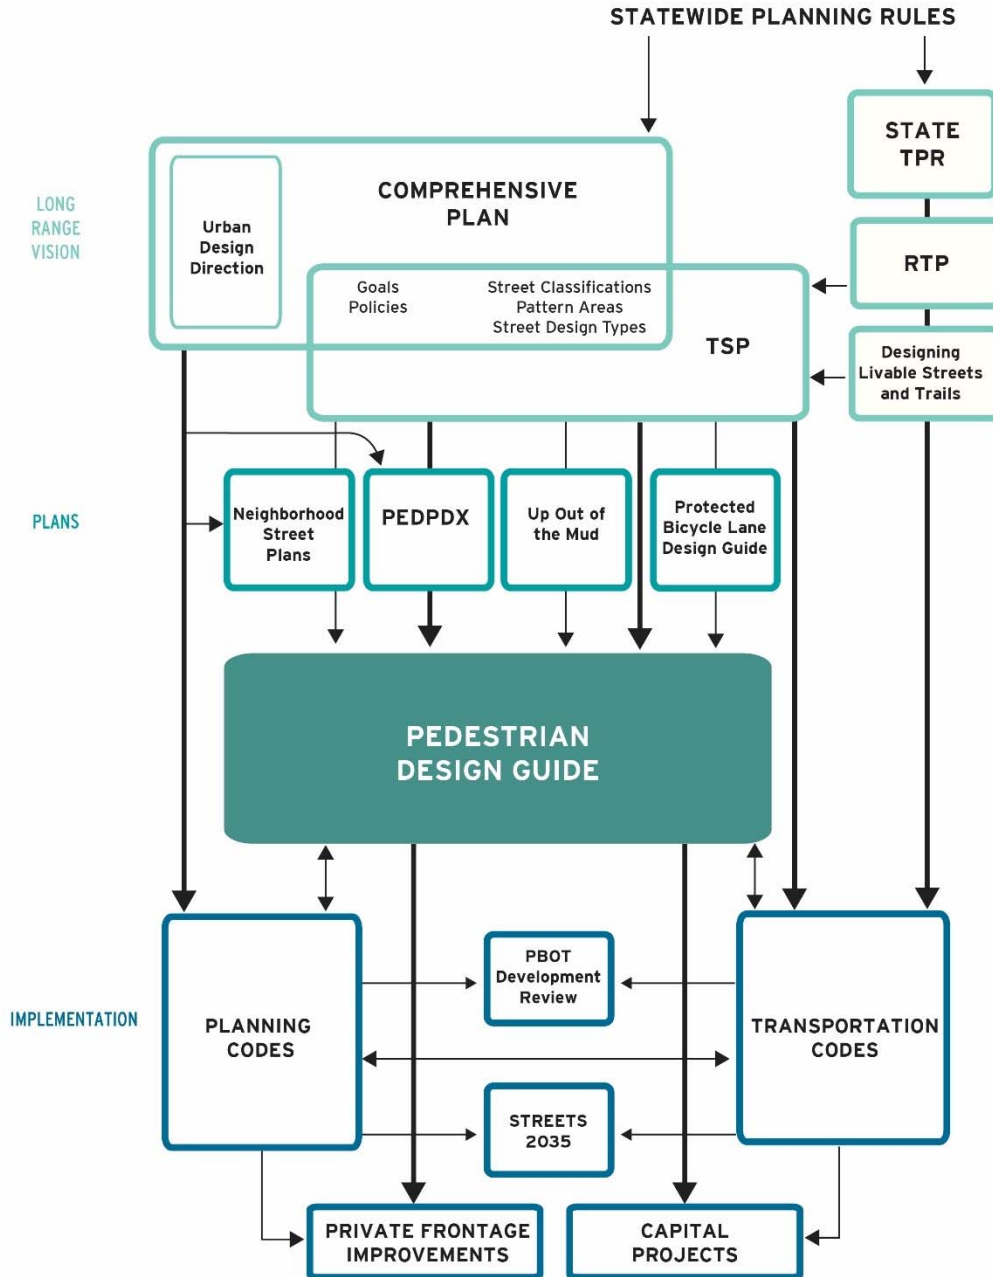 STATEWIDE PLANNING RULES
STATE
TPR
LONG
RANGE
VISION
Urban
Design
Direction
COMPREHENSIVE
PLAN
RTP
Goals
Policies
Street Classifications
Pattern Areas
Street Design Types
TSP
Designing
Livable Streets
and Trails
PLANS
Neighborhood
Street
Plans
PEDPDX
Up Out of
the Mud
Protected
Bicycle Lane
Design Guide
PEDESTRIAN
DESIGN GUIDE
IMPLEMENTATION
PLANNING
CODES
PBOT
Development
Review
TRANSPORTATION
CODES
STREETS
2035
PRIVATE FRONTAGE
IMPROVEMENTS
CAPITAL
PROJECTS